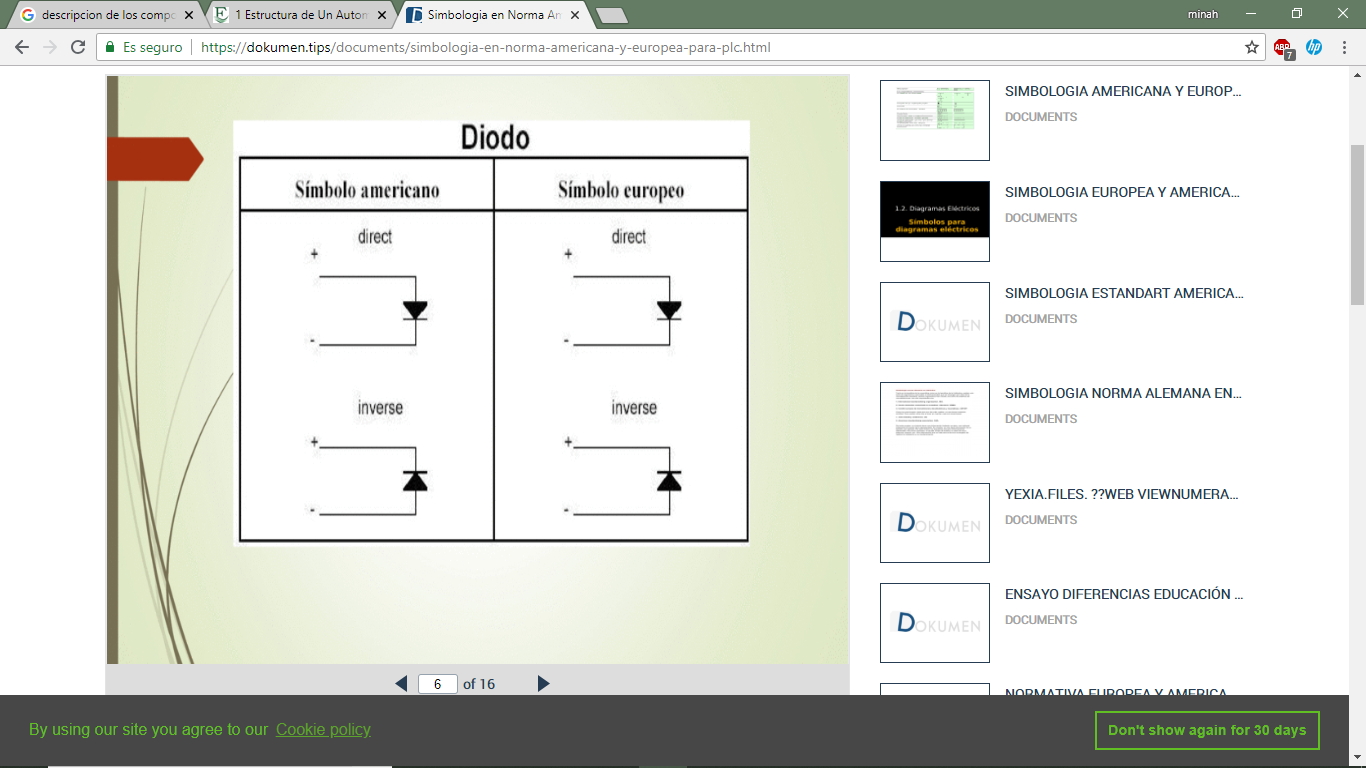 descripcion de los compo
1 Estructura de Un Autom
Simbologia en Norma Am
minah
Es seguro
https://dokumen.tips/documents/simbologia-en-norma-americana-y-europea-para-plc.html
ABP
7
hp
Diodo
Símbolo americano
Símbolo europeo
direct
direct
+
+
-
-
inverse
inverse
+
+
-
-
6 of 16
SIMBOLOGIA AMERICANA Y EUROP...
DOCUMENTS
1.2. Diagramas Eléctricos
Símbolos para
diagramas eléctricos
SIMBOLOGIA EUROPEA Y AMERICA...
DOCUMENTS
DOKUMEN
SIMBOLOGIA ESTANDART AMERICA...
DOCUMENTS
SIMBOLOGIA NORMA ALEMANA EN...
DOCUMENTS
DOKUMEN
YEXIA.FILES. ??WEB VIEWNUMERA...
DOCUMENTS
DOKUMEN
ENSAYO DIFERENCIAS EDUCACIÓN ...
DOCUMENTS
NORMATIVA EUROPEA Y AMERICA
By using our site you agree to our Cookie policy
Don't show again for 30 days